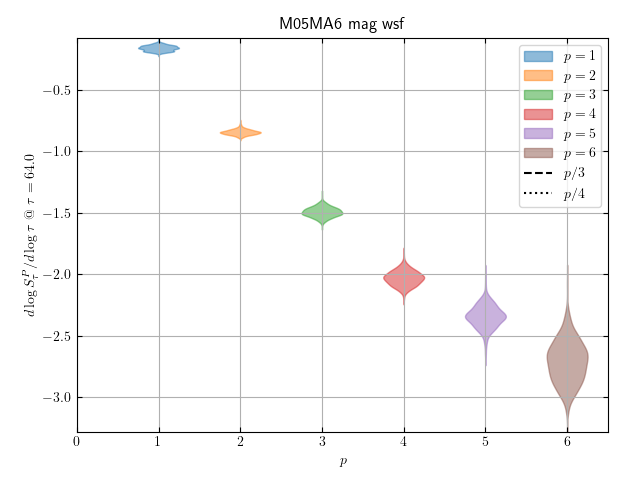 M05MA6 mag wsf
d log S_τ^P / d log τ @ τ = 64.0
−0.5
−1.0
−1.5
−2.0
−2.5
−3.0
p = 1
p = 2
p = 3
p = 4
p = 5
p = 6
p/3
p/4
0 1 2 3 4 5 6
p